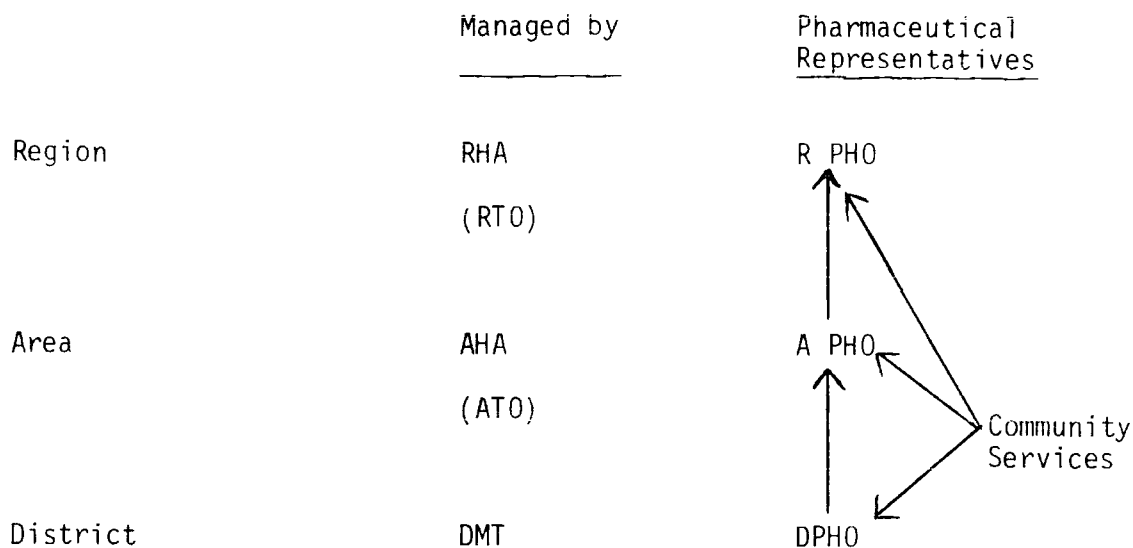 Managed by Pharmaceutical
Representatives
Region RHA R PHO
(RTO)
Area AHA A PHO
(ATO)
Community
Services
District DMT DPHO